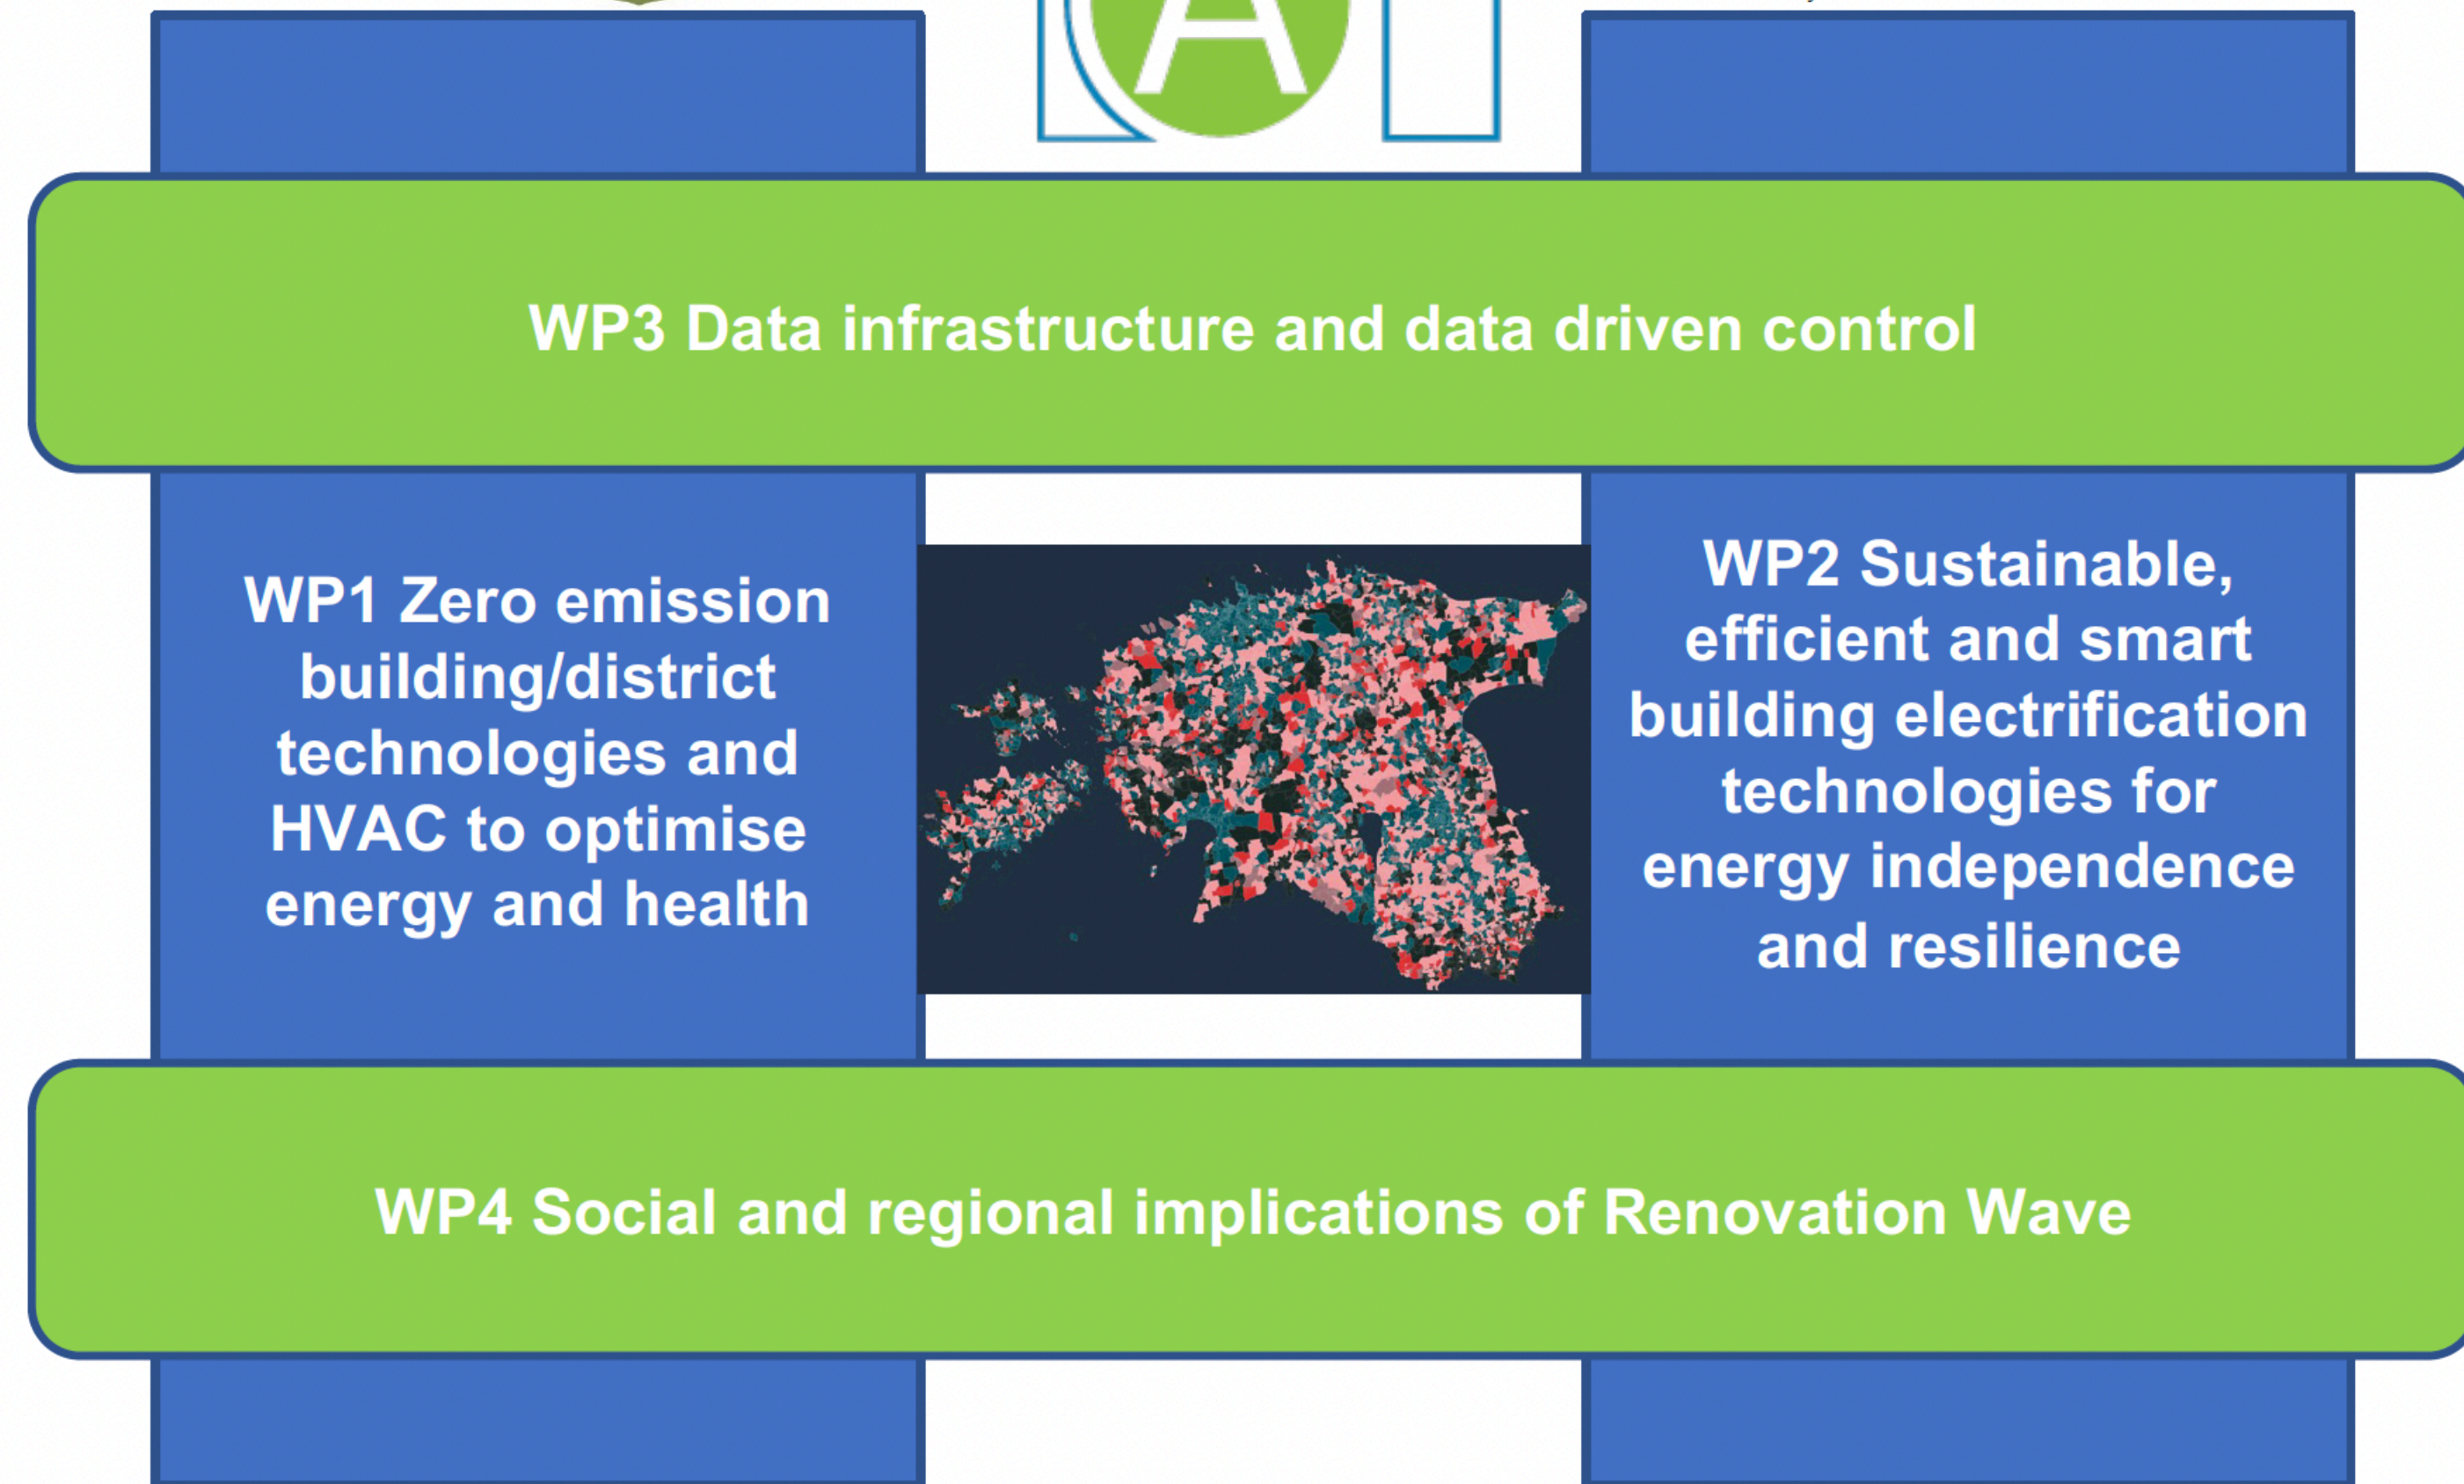 A
WP3 Data infrastructure and data driven control
WP1 Zero emission
building/district
technologies and
HVAC to optimise
energy and health
WP2 Sustainable,
efficient and smart
building electrification
technologies for
energy independence
and resilience
WP4 Social and regional implications of Renovation Wave